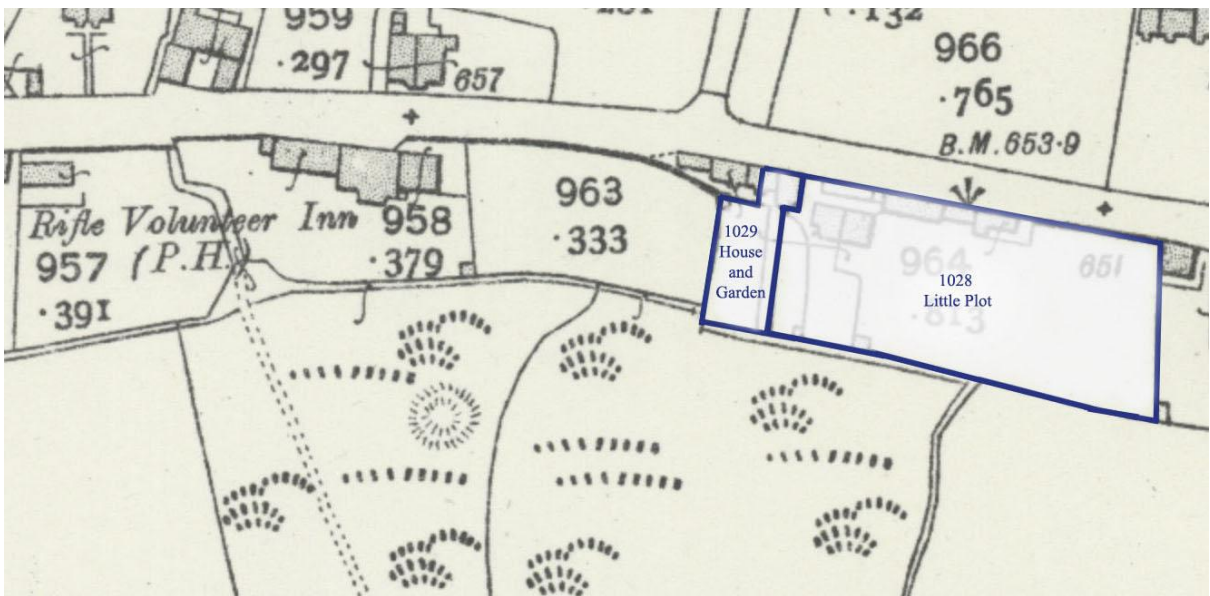 959
·297
657
·132
966
·765
B.M. 653·9
Rifle Volunteer Inn
(P.H.)
957
·391
958
·379
963
·333
1029
House
and
Garden
964
·813
651
1028
Little Plot